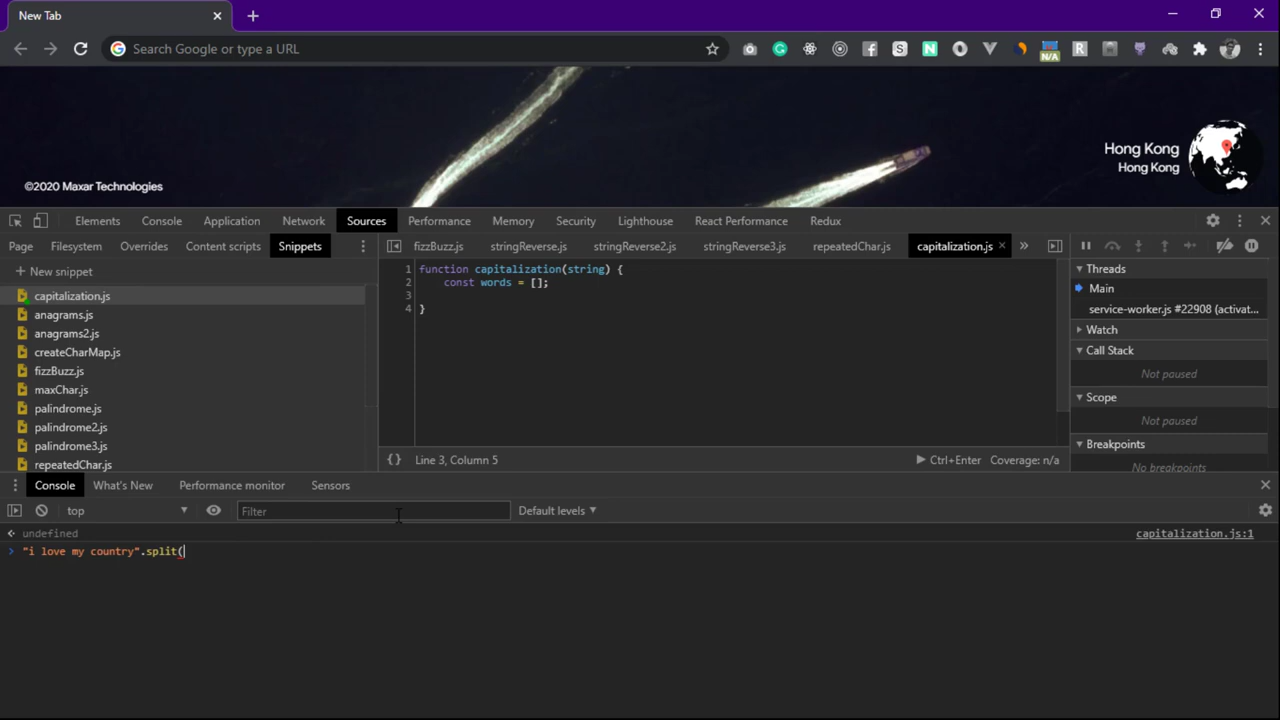 New Tab
Search Google or type a URL
N/A
Hong Kong
Hong Kong
©2020 Maxar Technologies
Elements Console Application Network Sources Performance Memory Security Lighthouse React Performance Redux
Page Filesystem Overrides Content scripts Snippets
fizzBuzz.js stringReverse.js stringReverse2.js stringReverse3.js repeatedChar.js capitalization.js
+ New snippet
capitalization.js
anagrams.js
anagrams2.js
createCharMap.js
fizzBuzz.js
maxChar.js
palindrome.js
palindrome2.js
palindrome3.js
repeatedChar.js
1 function capitalization(string) {
2 const words = [];
3
4 }
{} Line 3, Column 5 Ctrl+Enter Coverage: n/a
Threads
Main
service-worker.js #22908 (activat...
Watch
Call Stack
Not paused
Scope
Not paused
Breakpoints
No breakpoints
Console What's New Performance monitor Sensors
top Filter Default levels
undefined capitalization.js:1
> "i love my country".split(